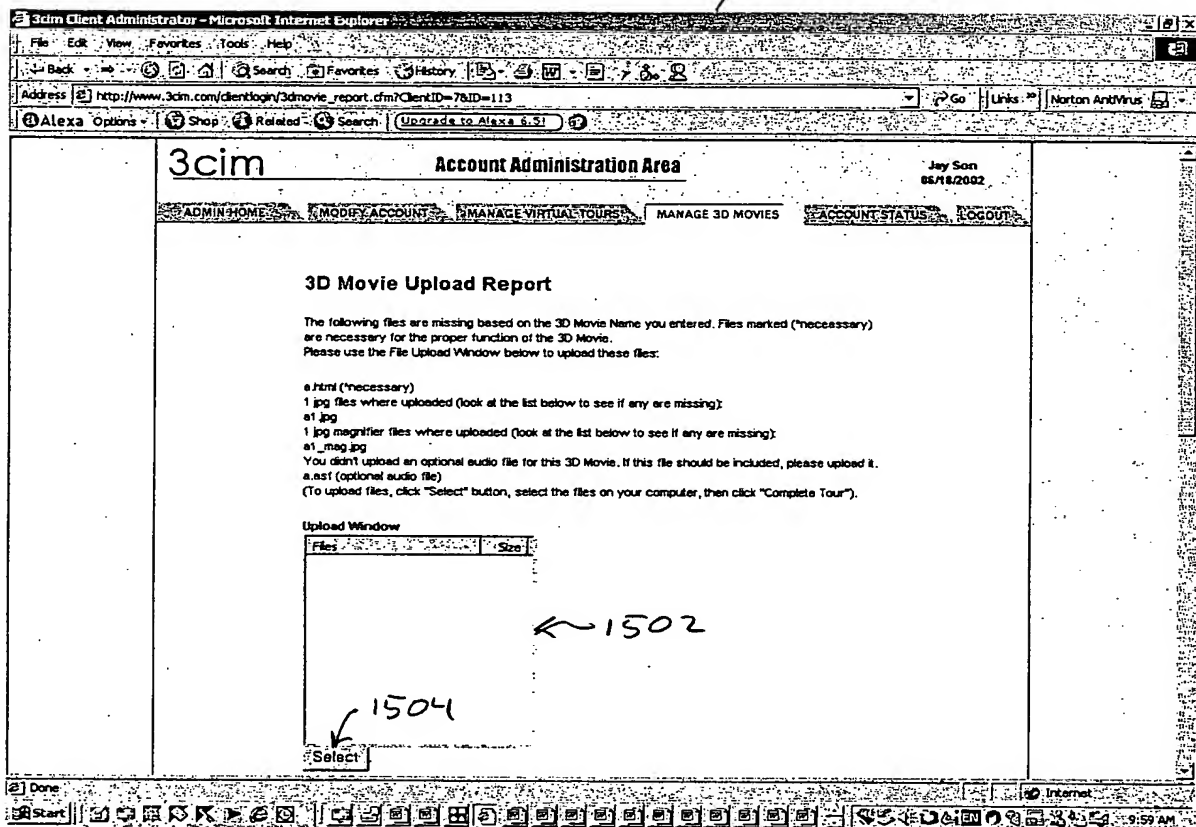 3cim Client Administrator - Microsoft Internet Explorer
File Edit View Favorites Tools Help
Back Search Favorites History
Address http://www.3cim.com/clientlogin/3dmovie_report.cfm?ClientID=78ID=113 Go Links » Norton AntiVirus
Alexa Options Shop Related Search Upgrade to Alexa 6.5!
3cim
Account Administration Area
Jay Son
06/18/2002
ADMIN HOME MODIFY ACCOUNT MANAGE VIRTUAL TOURS MANAGE 3D MOVIES ACCOUNT STATUS LOGOUT
3D Movie Upload Report
The following files are missing based on the 3D Movie Name you entered. Files marked (*necessary)
are necessary for the proper function of the 3D Movie.
Please use the File Upload Window below to upload these files:
a.html (*necessary)
1 jpg files where uploaded (look at the list below to see if any are missing):
a1.jpg
1 jpg magnifier files where uploaded (look at the list below to see if any are missing):
a1_mag.jpg
You didn't upload an optional audio file for this 3D Movie. If this file should be included, please upload it.
a.asf (optional audio file)
(To upload files, click "Select" button, select the files on your computer, then click "Complete Tour").
Upload Window
Files Size
1502
1504
Select
Done Internet
Start 9:59 AM